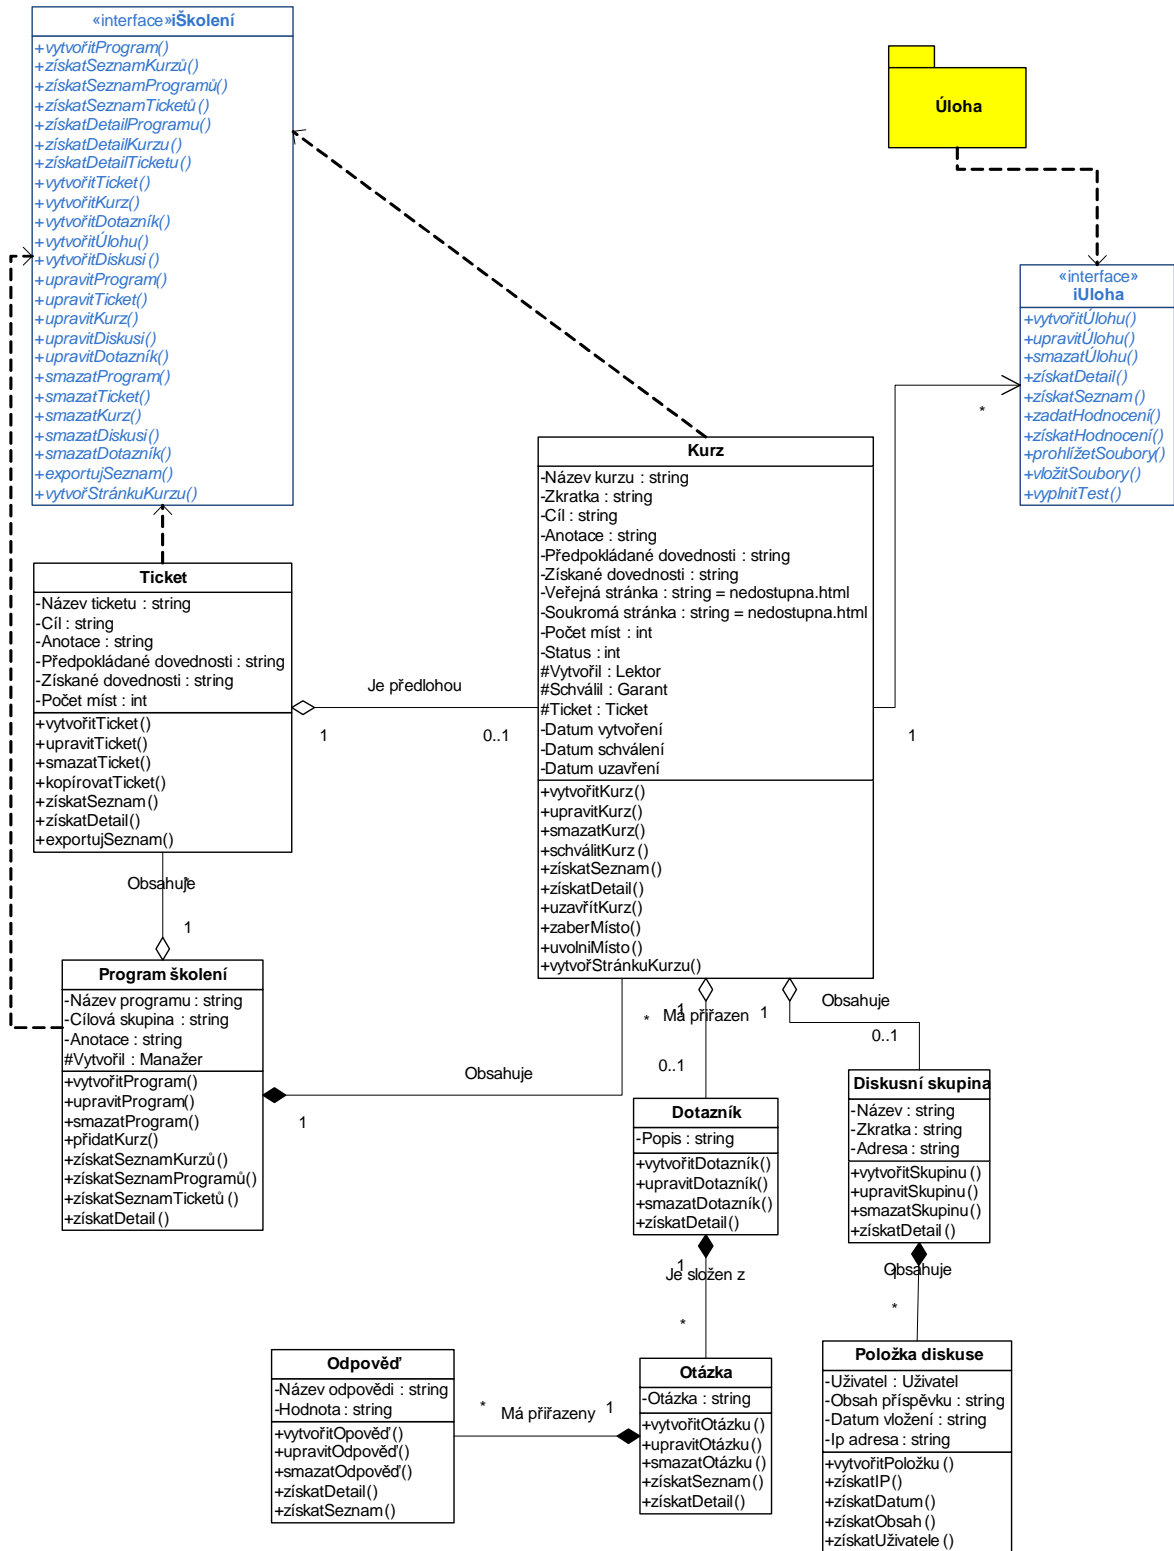 «interface»iŠkolení
+vytvořitProgram()
+získatSeznamKurzů()
+získatSeznamProgramů()
+získatSeznamTicketů()
+získatDetailProgramu()
+získatDetailKurzu()
+získatDetailTicketu()
+vytvořitTicket()
+vytvořitKurz()
+vytvořitDotazník()
+vytvořitÚlohu()
+vytvořitDiskusi()
+upravitProgram()
+upravitTicket()
+upravitKurz()
+upravitDiskusi()
+upravitDotazník()
+smazatProgram()
+smazatTicket()
+smazatKurz()
+smazatDiskusi()
+smazatDotazník()
+exportujSeznam()
+vytvořStránkuKurzu()
Úloha
«interface»
iUloha
+vytvořitÚlohu()
+upravitÚlohu()
+smazatÚlohu()
+získatDetail()
+získatSeznam()
+zadatHodnocení()
+získatHodnocení()
+prohlížetSoubory()
+vložitSoubory()
+vyplnitTest()
*
1
Kurz
-Název kurzu : string
-Zkratka : string
-Cíl : string
-Anotace : string
-Předpokládané dovednosti : string
-Získané dovednosti : string
-Veřejná stránka : string = nedostupna.html
-Soukromá stránka : string = nedostupna.html
-Počet míst : int
-Status : int
#Vytvořil : Lektor
#Schválil : Garant
#Ticket : Ticket
-Datum vytvoření
-Datum schválení
-Datum uzavření
+vytvořitKurz()
+upravitKurz()
+smazatKurz()
+schválitKurz()
+získatSeznam()
+získatDetail()
+uzavřítKurz()
+zaberMísto()
+uvolniMísto()
+vytvořStránkuKurzu()
Ticket
-Název ticketu : string
-Cíl : string
-Anotace : string
-Předpokládané dovednosti : string
-Získané dovednosti : string
-Počet míst : int
+vytvořitTicket()
+upravitTicket()
+smazatTicket()
+kopírovatTicket()
+získatSeznam()
+získatDetail()
+exportujSeznam()
Je předlohou
1
0..1
Obsahuje
*
1
Program školení
-Název programu : string
-Cílová skupina : string
-Anotace : string
#Vytvořil : Manažer
+vytvořitProgram()
+upravitProgram()
+smazatProgram()
+přidatKurz()
+získatSeznamKurzů()
+získatSeznamProgramů()
+získatSeznamTicketů()
+získatDetail()
Obsahuje
1
*
Má přiřazen
1
0..1
1
Obsahuje
0..1
Dotazník
-Popis : string
+vytvořitDotazník()
+upravitDotazník()
+smazatDotazník()
+získatDetail()
Diskusní skupina
-Název : string
-Zkratka : string
-Adresa : string
+vytvořitSkupinu()
+upravitSkupinu()
+smazatSkupinu()
+získatDetail()
1
Je složen z
*
Obsahuje
1
*
Odpověď
-Název odpovědi : string
-Hodnota : string
+vytvořitOpověď()
+upravitOdpověď()
+smazatOdpověď()
+získatDetail()
+získatSeznam()
*
Má přiřazeny
1
Otázka
-Otázka : string
+vytvořitOtázku()
+upravitOtázku()
+smazatOtázku()
+získatSeznam()
+získatDetail()
Položka diskuse
-Uživatel : Uživatel
-Obsah příspěvku : string
-Datum vložení : string
-Ip adresa : string
+vytvořitPoložku()
+získatIP()
+získatDatum()
+získatObsah()
+získatUživatele()